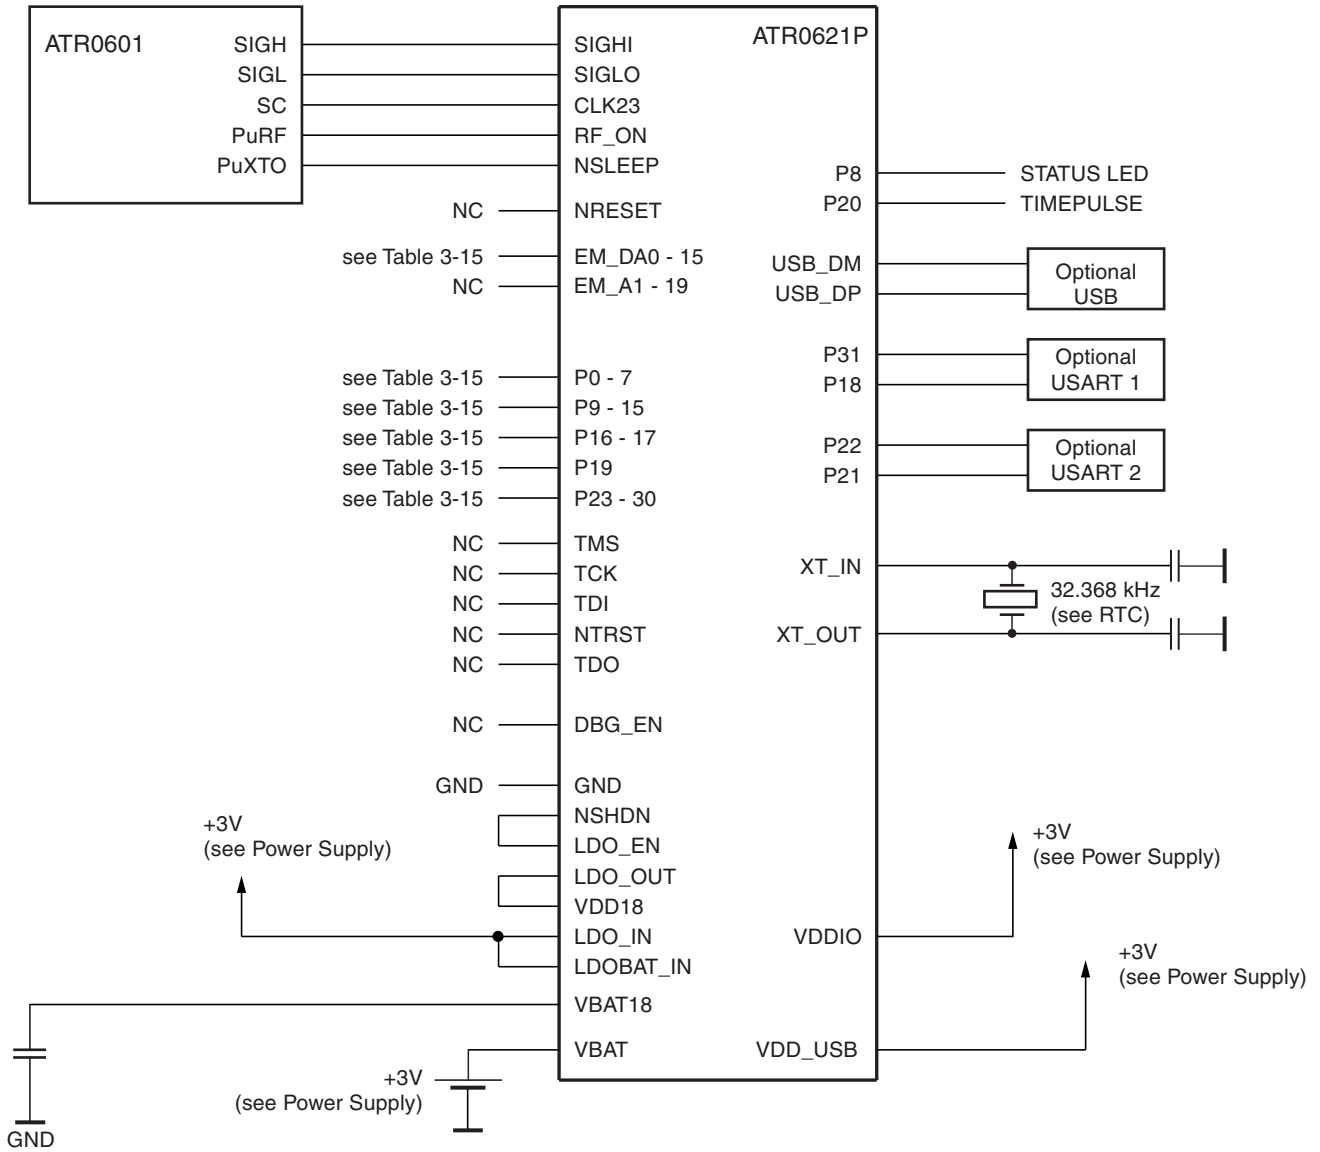 ATR0601
SIGH
SIGL
SC
PuRF
PuXTO
ATR0621P
SIGHI
SIGLO
CLK23
RF_ON
NSLEEP
NC NRESET
see Table 3-15 EM_DA0 - 15
NC EM_A1 - 19
see Table 3-15 P0 - 7
see Table 3-15 P9 - 15
see Table 3-15 P16 - 17
see Table 3-15 P19
see Table 3-15 P23 - 30
NC TMS
NC TCK
NC TDI
NC NTRST
NC TDO
NC DBG_EN
GND GND
NSHDN
LDO_EN
LDO_OUT
VDD18
LDO_IN
LDOBAT_IN
+3V
(see Power Supply)
VBAT18
VBAT
+3V
(see Power Supply)
GND
P8 STATUS LED
P20 TIMEPULSE
USB_DM
USB_DP
Optional
USB
P31
P18
Optional
USART 1
P22
P21
Optional
USART 2
XT_IN
XT_OUT
32.368 kHz
(see RTC)
VDDIO
+3V
(see Power Supply)
VDD_USB
+3V
(see Power Supply)